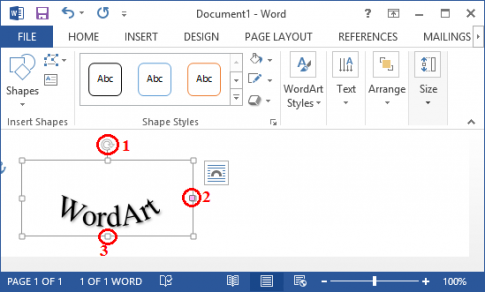 Document1 - Word
FILE HOME INSERT DESIGN PAGE LAYOUT REFERENCES MAILINGS
Shapes
Abc Abc Abc
WordArt Styles
Text
Arrange
Size
Insert Shapes
Shape Styles
1
WordArt
2
3
PAGE 1 OF 1 1 OF 1 WORD 100%